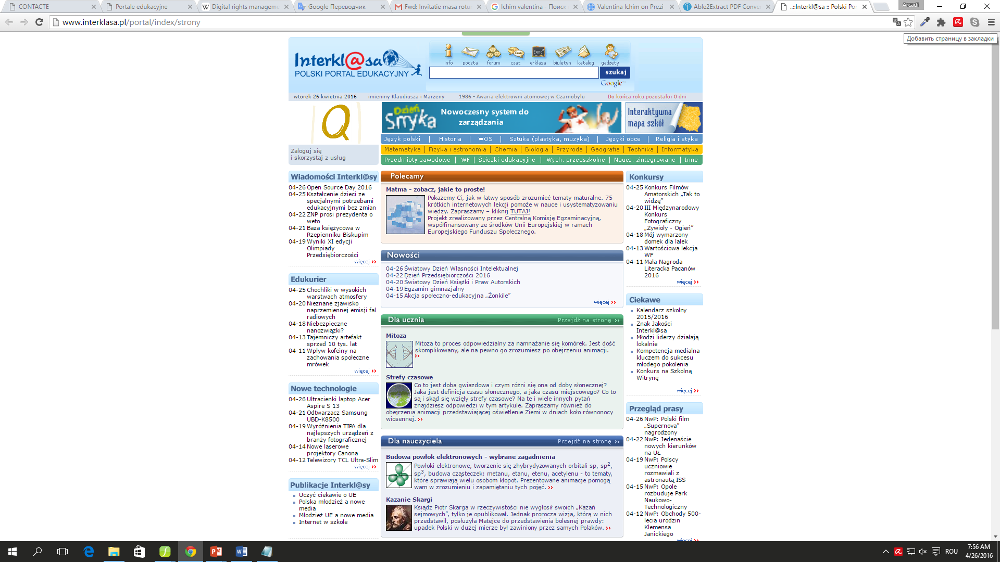 CONTACTE
Portale edukacyjne
Digital rights manageme
Google Переводчик
Fwd: Invitatie masa rotu
Ichim valentina - Поиск
Valentina Ichim on Prezi
Able2Extract PDF Conve
..::Interkl@sa :: Polski Po
Arcadi
www.interklasa.pl/portal/index/strony
Добавить страницу в закладки
Interkl@sa
POLSKI PORTAL EDUKACYJNY
info poczta forum czat e-klasa biuletyn katalog gadżety
szukaj
Google
wtorek 26 kwietnia 2016 imieniny Klaudiusza i Marzeny 1986 - Awaria elektrowni atomowej w Czarnobylu Do końca roku pozostało: 0 dni
Zaloguj się
i skorzystaj z usług
Dzień Smyka
Nowoczesny system do
zarządzania
Interaktywna
mapa szkół
Język polski | Historia | WOS | Sztuka (plastyka, muzyka) | Języki obce | Religia i etyka
Matematyka | Fizyka i astronomia | Chemia | Biologia | Przyroda | Geografia | Technika | Informatyka
Przedmioty zawodowe | WF | Ścieżki edukacyjne | Wych. przedszkolne | Naucz. zintegrowane | Inne
Wiadomości Interkl@sy
04-26 Open Source Day 2016
04-25 Kształcenie dzieci ze
specjalnymi potrzebami
edukacyjnymi bez zmian
04-22 ZNP prosi prezydenta o
weto
04-21 Baza księżycowa w
Rzepienniku Biskupim
04-19 Wyniki XI edycji
Olimpiady
Przedsiębiorczości
więcej ››
Edukurier
04-25 Chochliki w wysokich
warstwach atmosfery
04-20 Nieznane zjawisko
naprzemiennej emisji fal
radiowych
04-18 Niebezpieczne
nanozwiązki?
04-13 Tajemniczy artefakt
sprzed 10 tys. lat
04-11 Wpływ kofeiny na
zachowania społeczne
mrówek
więcej ››
Nowe technologie
04-26 Ultracienki laptop Acer
Aspire S 13
04-21 Odtwarzacz Samsung
UBD-K8500
04-19 Wyróżnienia TIPA dla
najlepszych urządzeń z
branży fotograficznej
04-14 Nowe laserowe
projektory Canona
04-12 Telewizory TCL Ultra-Slim
więcej ››
Publikacje Interkl@sy
Uczyć ciekawie o UE
Polska młodzież a nowe
media
Młodzież UE a nowe media
Internet w szkole
Polecamy
Matma - zobacz, jakie to proste!
Pokażemy Ci, jak w łatwy sposób zrozumieć tematy maturalne. 75
krótkich internetowych lekcji pomoże w nauce i usystematyzowaniu
wiedzy. Zapraszamy – kliknij TUTAJ!
Projekt zrealizowany przez Centralną Komisję Egzaminacyjną,
współfinansowany ze środków Unii Europejskiej w ramach
Europejskiego Funduszu Społecznego.
Nowości
04-26 Światowy Dzień Własności Intelektualnej
04-22 Dzień Przedsiębiorczości 2016
04-20 Światowy Dzień Książki i Praw Autorskich
04-19 Egzamin gimnazjalny
04-15 Akcja społeczno-edukacyjna „Żonkile”
więcej ››
Dla ucznia Przejdź na stronę ››
Mitoza
Mitoza to proces odpowiedzialny za namnażanie się komórek. Jest dość
skomplikowany, ale na pewno go zrozumiesz po obejrzeniu animacji.
››
Strefy czasowe
Co to jest doba gwiazdowa i czym różni się ona od doby słonecznej?
Jaka jest definicja czasu słonecznego, a jaka czasu miejscowego? Co to
są i skąd się wzięły strefy czasowe? Na te i wiele innych pytań
znajdziesz odpowiedzi w tym artykule. Zapraszamy również do
obejrzenia animacji przedstawiającej oświetlenie Ziemi w dniach koło równonocy
wiosennej. ››
Dla nauczyciela Przejdź na stronę ››
Budowa powłok elektronowych - wybrane zagadnienia
Powłoki elektronowe, tworzenie się zhybrydyzowanych orbitali sp, sp2,
sp3, budowa cząsteczek: metanu, etanu, etenu, acetylenu - to tematy,
które sprawiają wielu osobom kłopot. Prezentowane animacje pomogą
wam w zrozumieniu i zapamiętaniu tych pojęć. ››
Kazanie Skargi
Ksiądz Piotr Skarga w rzeczywistości nie wygłosił swoich „Kazań
sejmowych”, tylko je opublikował. Jednak prorocza wizja, którą w nich
przedstawił, posłużyła Matejce do przedstawienia bolesnej prawdy:
upadek Polski w dużej mierze był zawiniony przez samych Polaków. ››
Konkursy
04-25 Konkurs Filmów
Amatorskich „Tak to
widzę”
04-20 III Międzynarodowy
Konkurs
Fotograficzny
„Żywioły - Ogień”
04-18 Mój wymarzony
domek dla lalek
04-13 Wartościowa lekcja
WF
04-11 Mała Nagroda
Literacka Pacanów
2016
więcej ››
Ciekawe
Kalendarz szkolny
2015/2016
Znak Jakości
Interkl@sa
Młodzi liderzy działają
lokalnie
Kompetencja medialna
kluczem do sukcesu
młodego pokolenia
Konkurs na Szkolną
Witrynę
więcej ››
Przegląd prasy
04-26 NwP: Polski film
„Supernova”
nagrodzony
04-22 NwP: Jedenaście
nowych kierunków
na UŁ
04-19 NwP: Polscy
uczniowie
rozmawiali z
astronautą ISS
04-15 NwP: Opole
rozbuduje Park
Naukowo-
Technologiczny
04-12 NwP: Obchody 500-
lecia urodzin
Klemensa
Janickiego
więcej ››
ROU
7:56 AM
4/26/2016